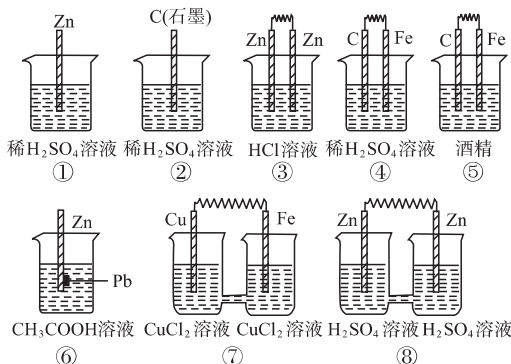 Zn
C(石墨)
Zn Zn
C Fe
C Fe
稀H₂SO₄溶液
稀H₂SO₄溶液
HCl溶液
稀H₂SO₄溶液
酒精
① ② ③ ④ ⑤
Zn
Pb
Cu Fe
Zn Zn
CH₃COOH溶液
CuCl₂溶液 CuCl₂溶液
H₂SO₄溶液 H₂SO₄溶液
⑥ ⑦ ⑧